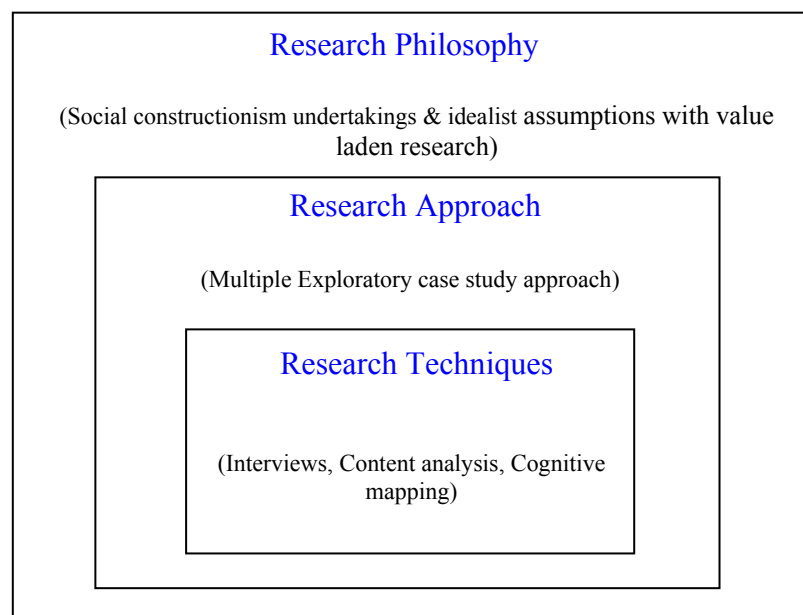 Research Philosophy
(Social constructionism undertakings & idealist assumptions with value
laden research)
Research Approach
(Multiple Exploratory case study approach)
Research Techniques
(Interviews, Content analysis, Cognitive
mapping)